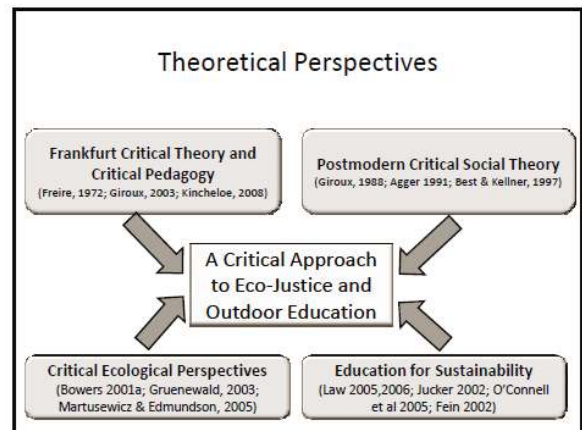 Theoretical Perspectives
Frankfurt Critical Theory and
Critical Pedagogy
(Freire, 1972; Giroux, 2003; Kincheloe, 2008)
Postmodern Critical Social Theory
(Giroux, 1988; Agger 1991; Best & Kellner, 1997)
A Critical Approach
to Eco-Justice and
Outdoor Education
Critical Ecological Perspectives
(Bowers 2001a; Gruenewald, 2003;
Martusewicz & Edmundson, 2005)
Education for Sustainability
(Law 2005,2006; Jucker 2002; O'Connell
et al 2005; Fein 2002)